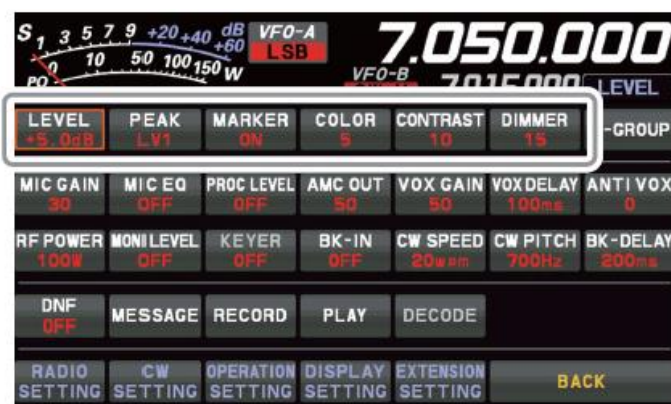 S 1 3 5 7 9 +20 +40 +60 dB
VFO-A
LSB
7.050.000
PO 0 10 50 100 150 W
VFO-B
LEVEL
LEVEL PEAK MARKER COLOR CONTRAST DIMMER -GROUP
+5.0dB LV1 ON 5 10 15
MIC GAIN MIC EQ PROC LEVEL AMC OUT VOX GAIN VOX DELAY ANTI VOX
30 OFF OFF 50 50 100ms 0
RF POWER MONI LEVEL KEYER BK-IN CW SPEED CW PITCH BK-DELAY
100W OFF OFF OFF 20wpm 700Hz 200ms
DNF MESSAGE RECORD PLAY DECODE
OFF
RADIO CW OPERATION DISPLAY EXTENSION
SETTING SETTING SETTING SETTING SETTING
BACK